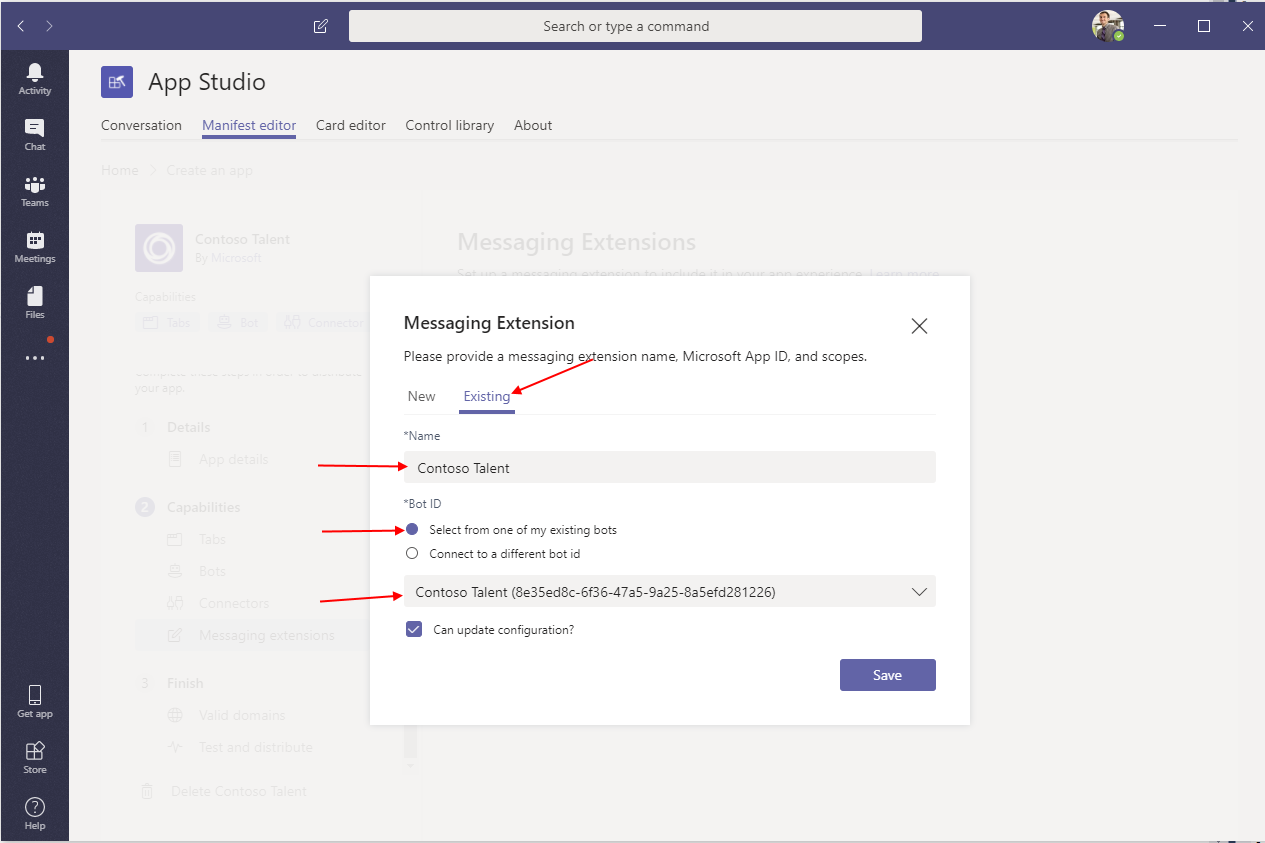 Search or type a command
Activity
Chat
Teams
Meetings
Files
Get app
Store
Help
App Studio
Conversation
Manifest editor
Card editor
Control library
About
Home > Create an app
Contoso Talent
By Microsoft
Capabilities
Tabs
Bot
Connector
Complete these steps in order to distribute
your app.
1 Details
App details
2 Capabilities
Tabs
Bots
Connectors
Messaging extensions
3 Finish
Valid domains
Test and distribute
Delete Contoso Talent
Messaging Extensions
Set up a messaging extension to include it in your app experience. Learn more
Messaging Extension
Please provide a messaging extension name, Microsoft App ID, and scopes.
New
Existing
*Name
Contoso Talent
*Bot ID
Select from one of my existing bots
Connect to a different bot id
Contoso Talent (8e35ed8c-6f36-47a5-9a25-8a5efd281226)
Can update configuration?
Save